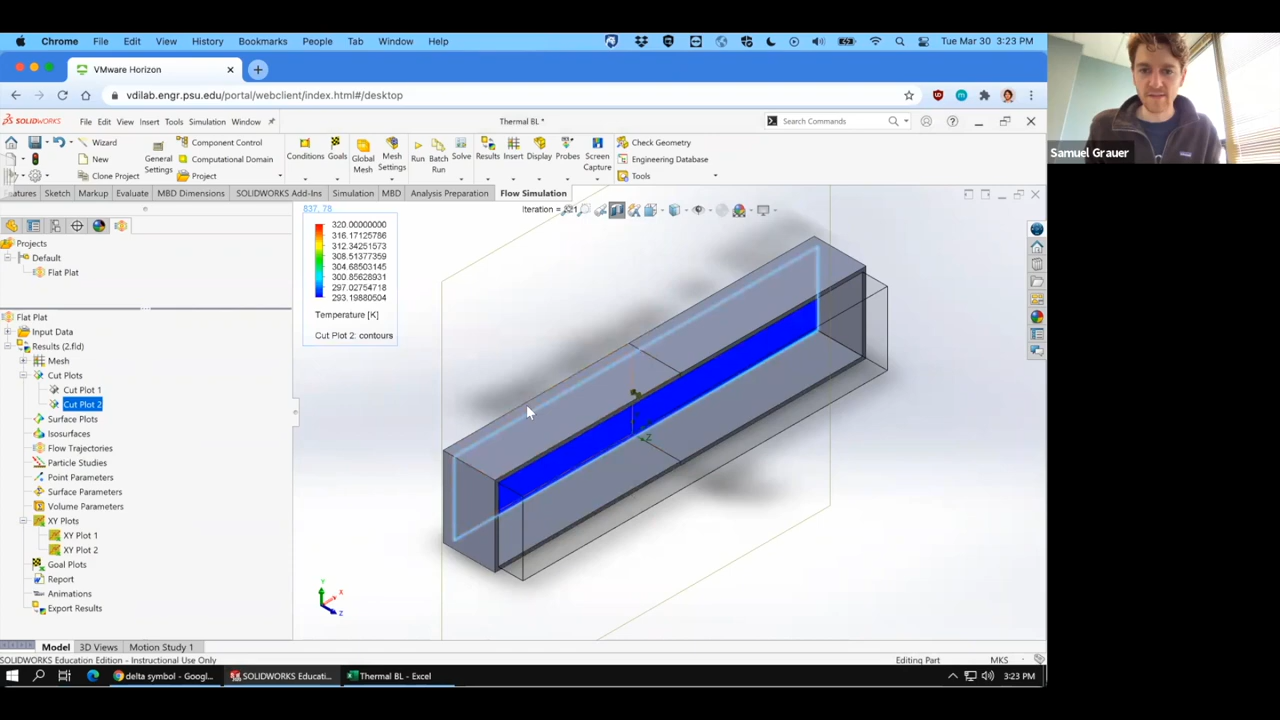 Chrome File Edit View History Bookmarks People Tab Window Help Tue Mar 30 3:23 PM
VMware Horizon
vdilab.engr.psu.edu/portal/webclient/index.html#/desktop
SOLIDWORKS File Edit View Insert Tools Simulation Window Thermal BL * Search Commands
Wizard
New
Clone Project
General Settings
Component Control
Computational Domain
Project
Conditions Goals Global Mesh Mesh Settings Run Batch Run Solve Results Insert Display Probes Screen Capture
Check Geometry
Engineering Database
Tools
Features Sketch Markup Evaluate MBD Dimensions SOLIDWORKS Add-Ins Simulation MBD Analysis Preparation Flow Simulation
Samuel Grauer
Projects
Default
Flat Plat
Flat Plat
Input Data
Results (2.fld)
Mesh
Cut Plots
Cut Plot 1
Cut Plot 2
Surface Plots
Isosurfaces
Flow Trajectories
Particle Studies
Point Parameters
Surface Parameters
Volume Parameters
XY Plots
XY Plot 1
XY Plot 2
Goal Plots
Report
Animations
Export Results
837, 78
Iteration =
320.00000000
316.17125786
312.34251573
308.51377359
304.68503145
300.85628931
297.02754718
293.19880504
Temperature [K]
Cut Plot 2: contours
Z
Y
X
Z
Model 3D Views Motion Study 1
SOLIDWORKS Education Edition - Instructional Use Only Editing Part MKS
delta symbol - Googl... SOLIDWORKS Educati... Thermal BL - Excel 3:23 PM